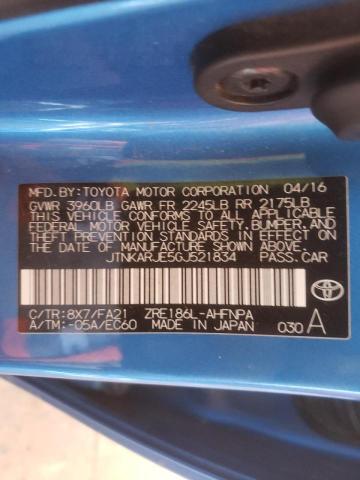 MFD.BY:TOYOTA MOTOR CORPORATION 04/16
GVWR 3960LB GAWR FR 2245LB RR 2175LB
THIS VEHICLE CONFORMS TO ALL APPLICABLE
FEDERAL MOTOR VEHICLE SAFETY,BUMPER,AND
THEFT PREVENTION STANDARDS IN EFFECT ON
THE DATE OF MANUFACTURE SHOWN ABOVE.
JTNKARJE5GJ521834 PASS.CAR
C/TR:8X7/FA21 ZRE186L-AHFNPA
A/TM:-05A/EC60 MADE IN JAPAN 030 A
TOYOTA